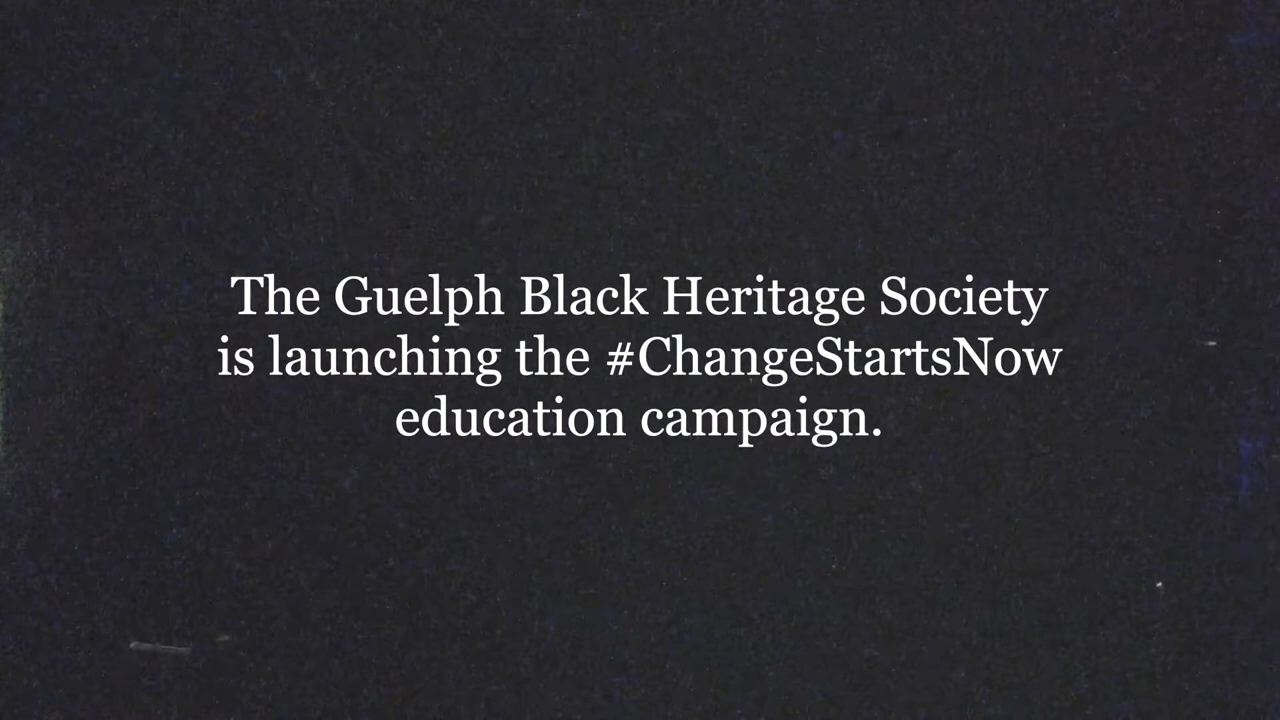 The Guelph Black Heritage Society
is launching the #ChangeStartsNow
education campaign.